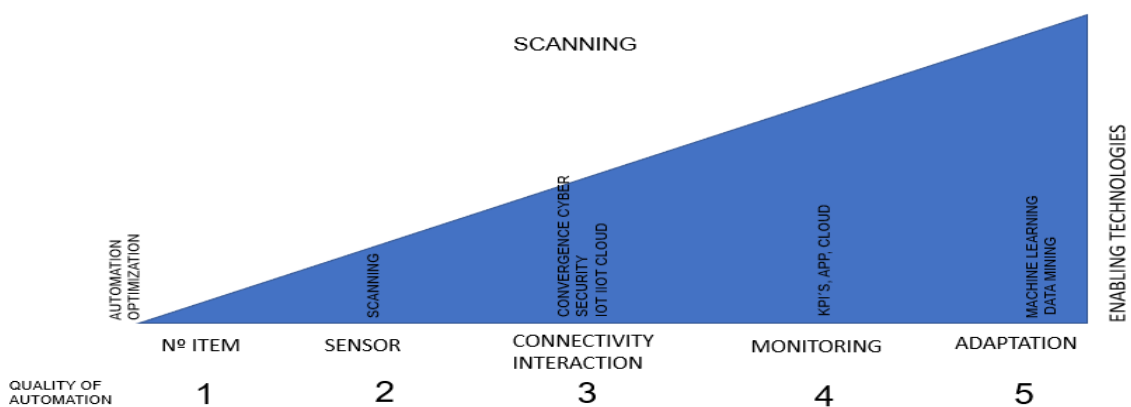 SCANNING
AUTOMATION
OPTIMIZATION
SCANNING
CONVERGENCE CYBER
SECURITY
IOT IIOT CLOUD
KPI'S, APP, CLOUD
MACHINE LEARNING
DATA MINING
ENABLING TECHNOLOGIES
Nº ITEM
SENSOR
CONNECTIVITY
INTERACTION
MONITORING
ADAPTATION
QUALITY OF
AUTOMATION
1
2
3
4
5